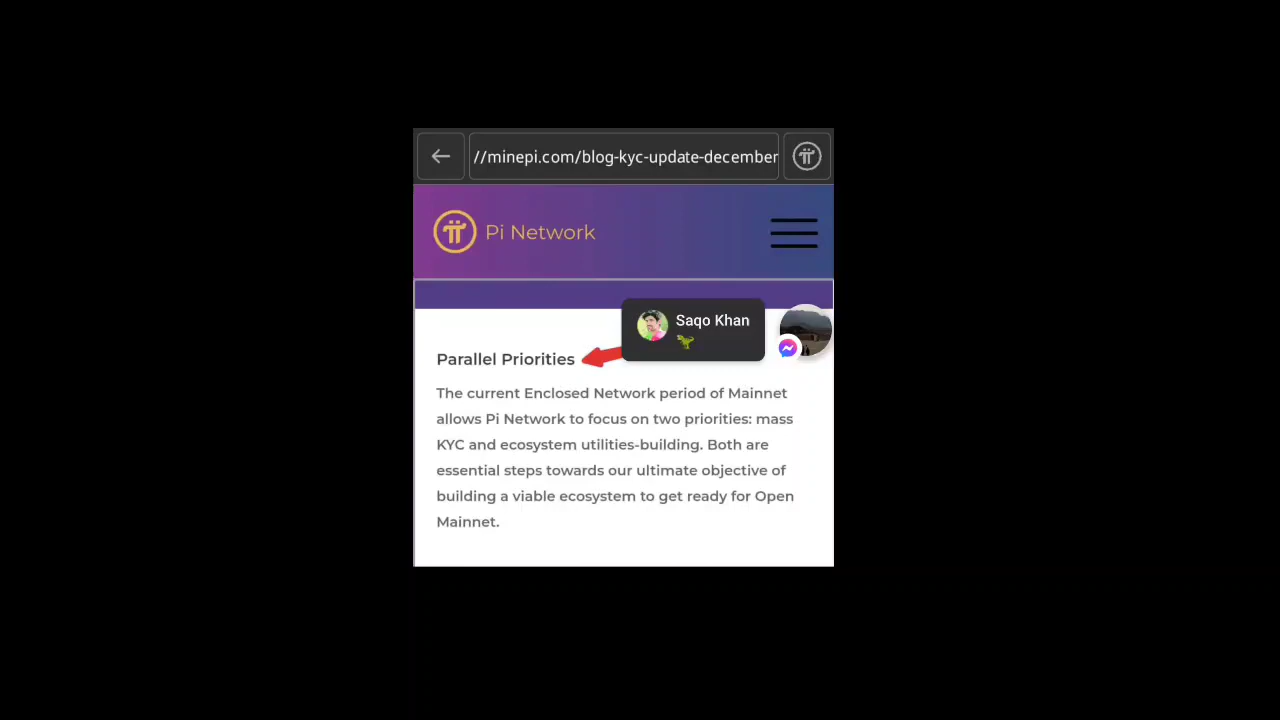 //minepi.com/blog-kyc-update-december
Pi Network
Saqo Khan
Parallel Priorities
The current Enclosed Network period of Mainnet
allows Pi Network to focus on two priorities: mass
KYC and ecosystem utilities-building. Both are
essential steps towards our ultimate objective of
building a viable ecosystem to get ready for Open
Mainnet.